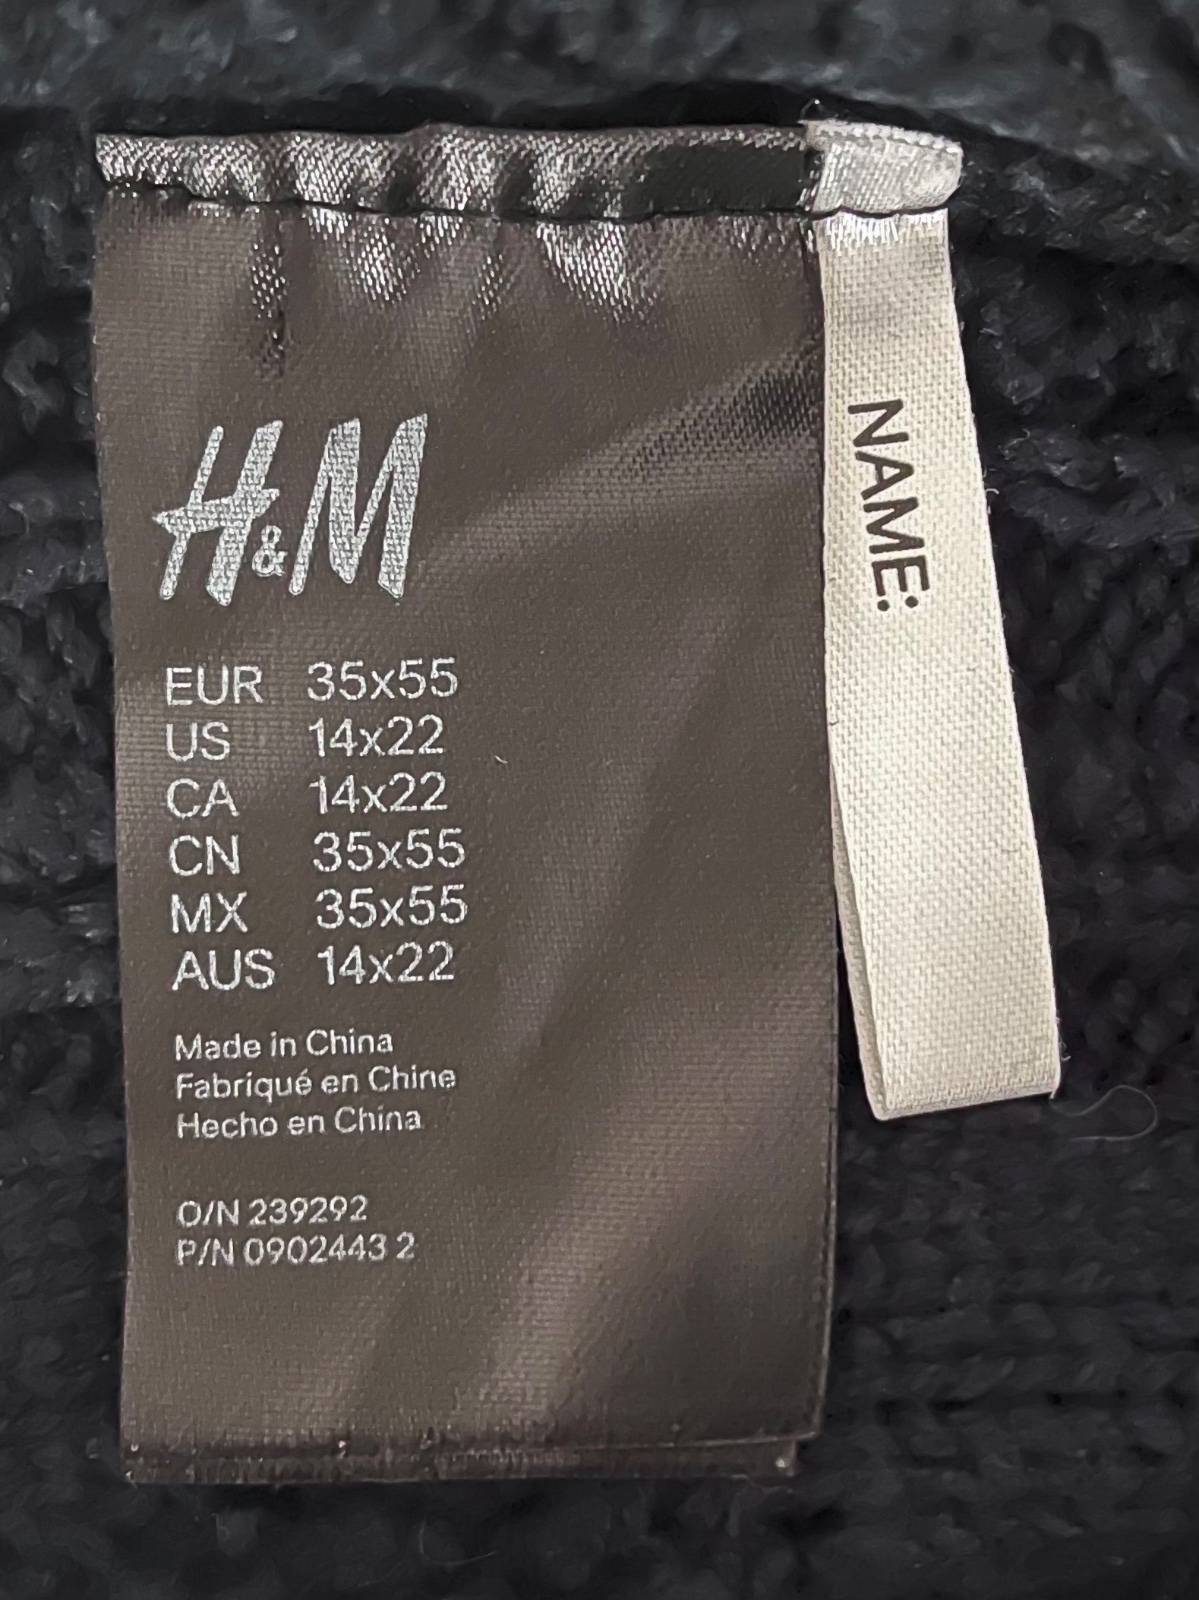 H&M
EUR 35x55
US 14x22
CA 14x22
CN 35x55
MX 35x55
AUS 14x22
Made in China
Fabriqué en Chine
Hecho en China
O/N 239292
P/N 0902443 2
NAME: